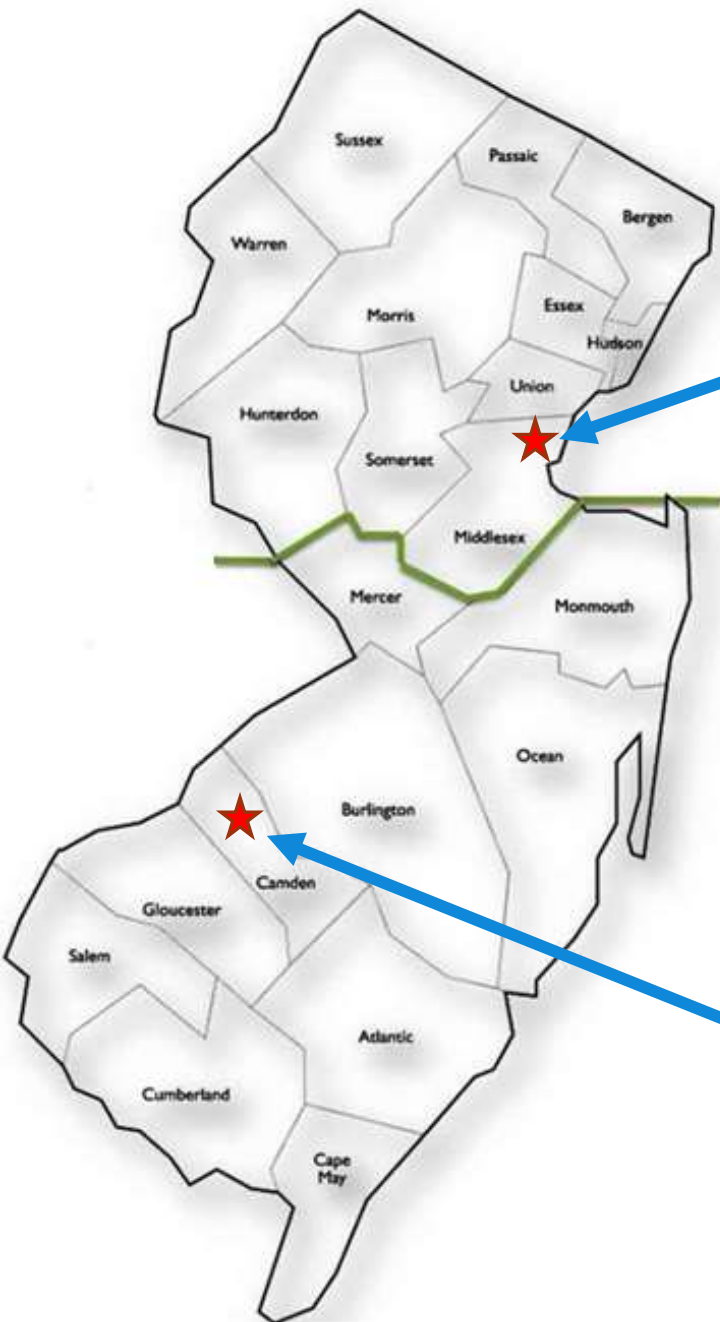 Sussex
Passaic
Bergen
Warren
Essex
Morris
Hudson
Union
Hunterdon
Somerset
Middlesex
Mercer
Monmouth
Ocean
Burlington
Camden
Gloucester
Salem
Atlantic
Cumberland
Cape
May